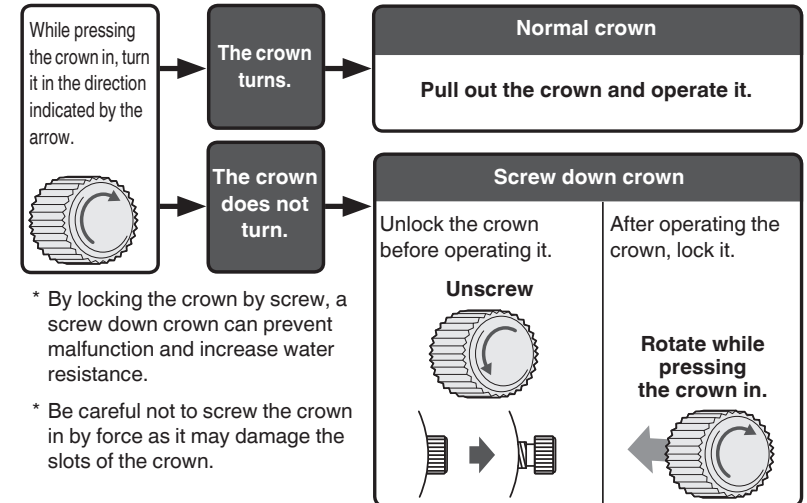 While pressing
the crown in, turn
it in the direction
indicated by the
arrow.
The crown
turns.
Normal crown
Pull out the crown and operate it.
The crown
does not
turn.
Screw down crown
Unlock the crown
before operating it.
Unscrew
After operating the
crown, lock it.
Rotate while
pressing
the crown in.
* By locking the crown by screw, a
screw down crown can prevent
malfunction and increase water
resistance.
* Be careful not to screw the crown
in by force as it may damage the
slots of the crown.